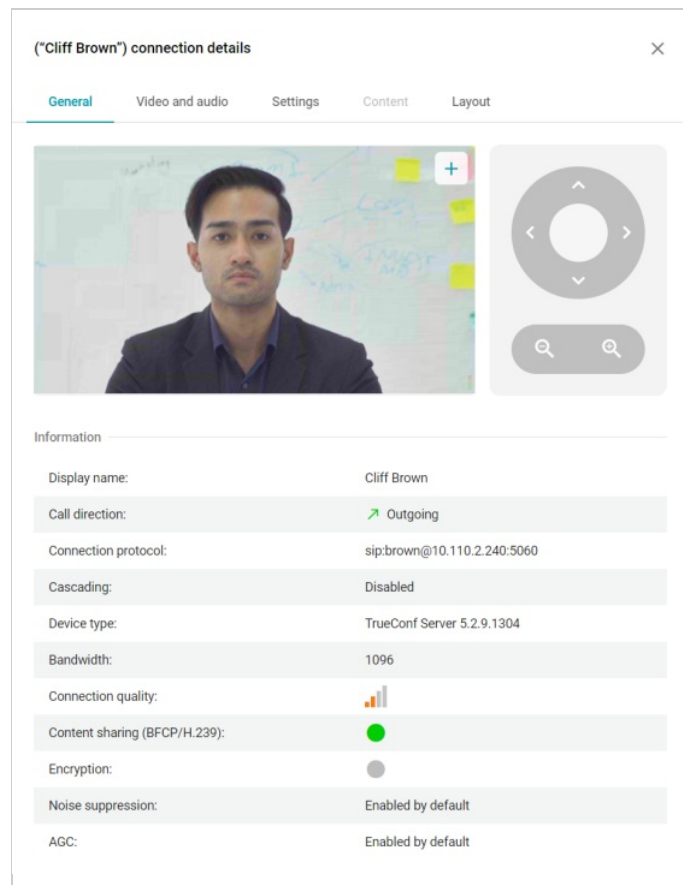 ("Cliff Brown") connection details
General Video and audio Settings Content Layout
Information
Display name: Cliff Brown
Call direction: Outgoing
Connection protocol: sip:brown@10.110.2.240:5060
Cascading: Disabled
Device type: TrueConf Server 5.2.9.1304
Bandwidth: 1096
Connection quality:
Content sharing (BFCP/H.239):
Encryption:
Noise suppression: Enabled by default
AGC: Enabled by default